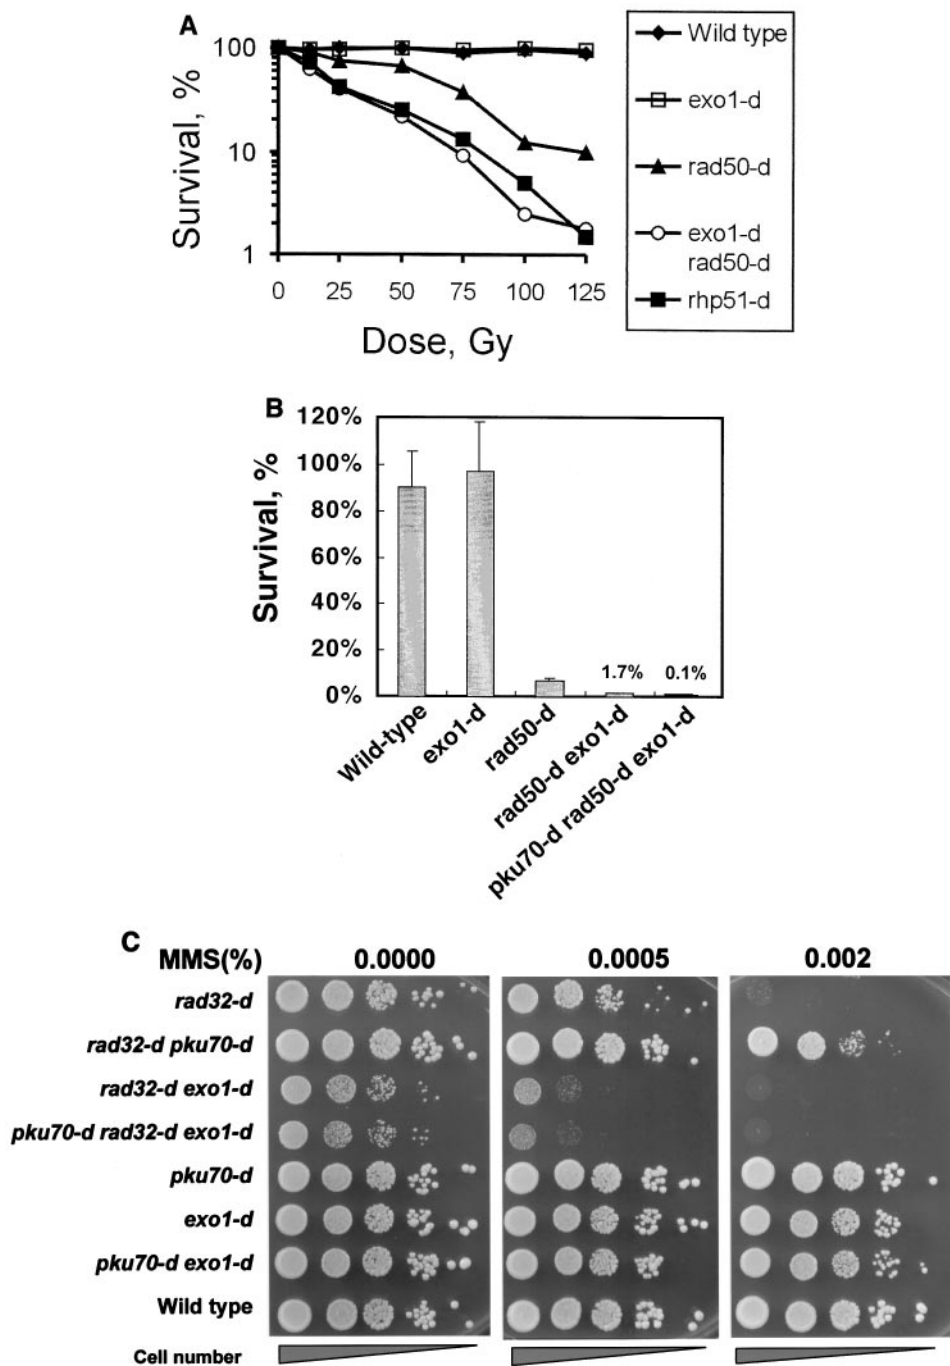 A
Survival, %
100
10
1
0 25 50 75 100 125
Dose, Gy
Wild type
exo1-d
rad50-d
exo1-d
rad50-d
rhp51-d
B
Survival, %
120%
100%
80%
60%
40%
20%
0%
1.7% 0.1%
Wild-type
exo1-d
rad50-d
rad50-d exo1-d
pku70-d rad50-d exo1-d
C
MMS(%) 0.0000 0.0005 0.002
rad32-d
rad32-d pku70-d
rad32-d exo1-d
pku70-d rad32-d exo1-d
pku70-d
exo1-d
pku70-d exo1-d
Wild type
Cell number